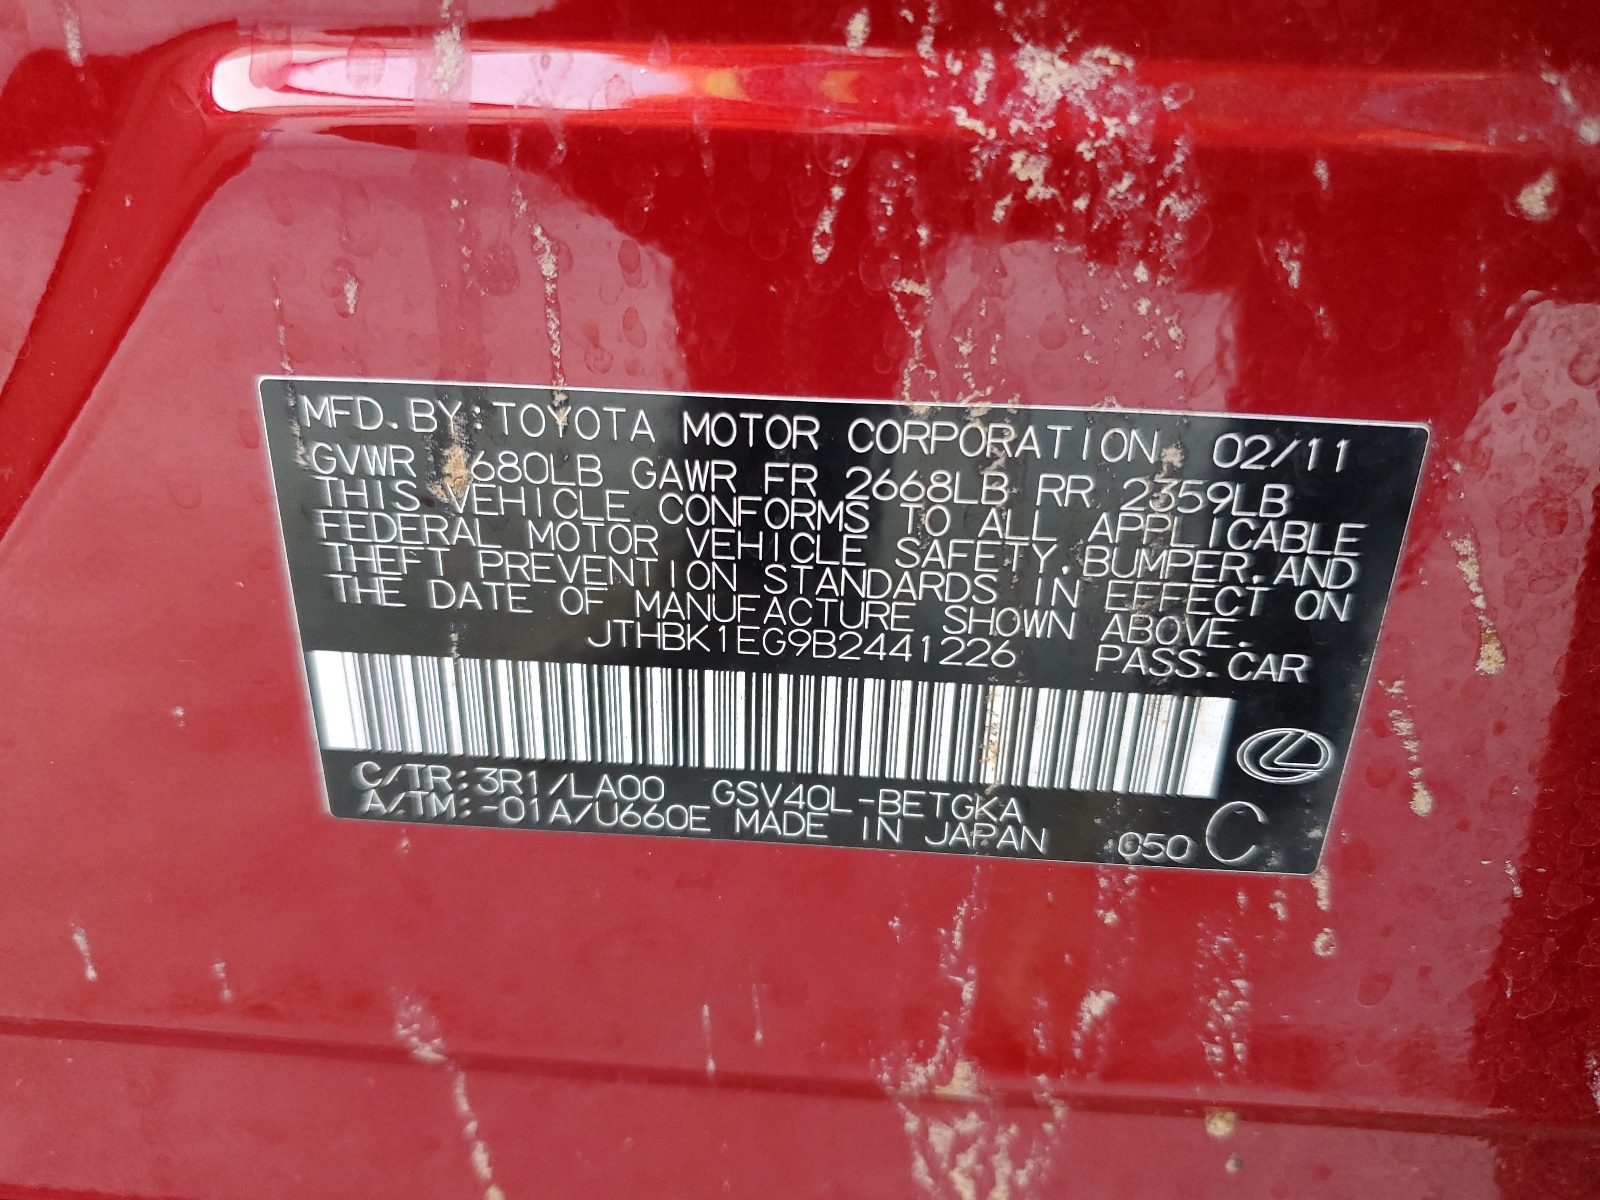 MFD. BY: TOYOTA MOTOR CORPORATION 02/11
GVWR 680LB GAWR FR 2668LB RR 2359LB
THIS VEHICLE CONFORMS TO ALL APPLICABLE
FEDERAL MOTOR VEHICLE SAFETY, BUMPER, AND
THEFT PREVENTION STANDARDS IN EFFECT ON
THE DATE OF MANUFACTURE SHOWN ABOVE.
JTHBK1EG9B2441226 PASS. CAR
C/TR: 3R1/LA00 GSV40L-BETGKA
A/TM: -01A/U660E MADE IN JAPAN 050 C